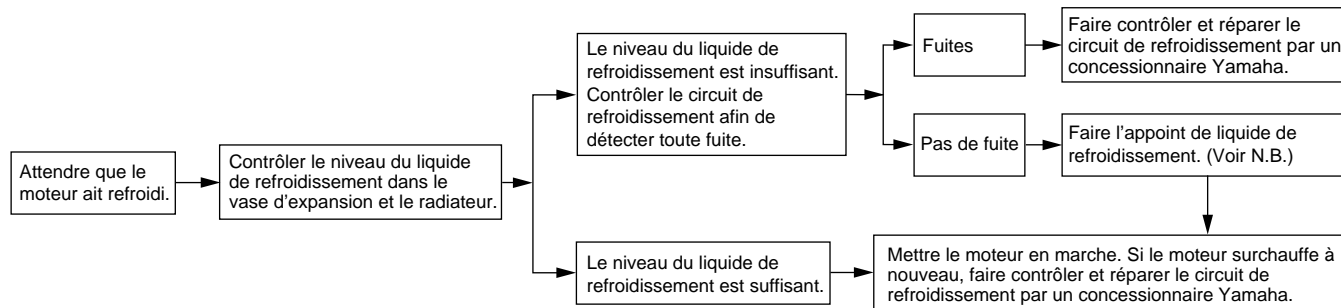 Attendre que le
moteur ait refroidi.
Contrôler le niveau du liquide
de refroidissement dans le
vase d’expansion et le radiateur.
Le niveau du liquide de
refroidissement est insuffisant.
Contrôler le circuit de
refroidissement afin de
détecter toute fuite.
Fuites
Faire contrôler et réparer le
circuit de refroidissement par un
concessionnaire Yamaha.
Pas de fuite
Faire l’appoint de liquide de
refroidissement. (Voir N.B.)
Le niveau du liquide de
refroidissement est suffisant.
Mettre le moteur en marche. Si le moteur surchauffe à
nouveau, faire contrôler et réparer le circuit de
refroidissement par un concessionnaire Yamaha.